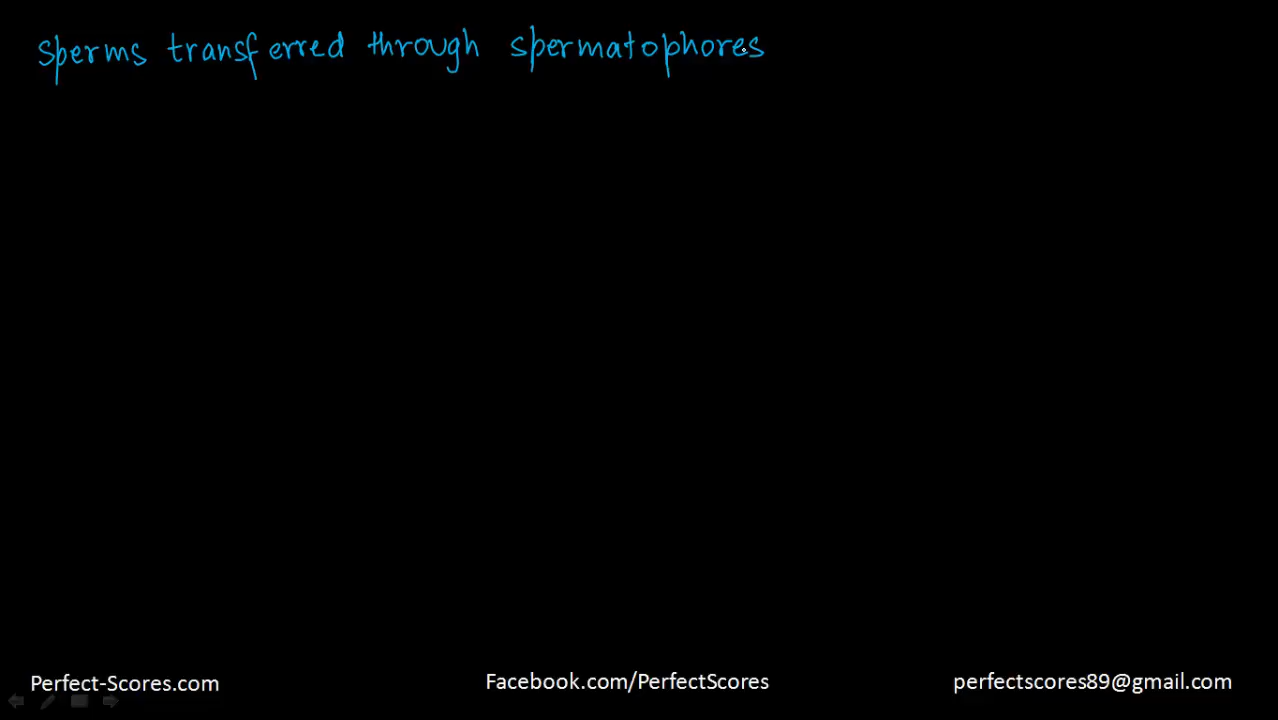 sperms transferred through spermatophores
Perfect-Scores.com
Facebook.com/PerfectScores
perfectscores89@gmail.com